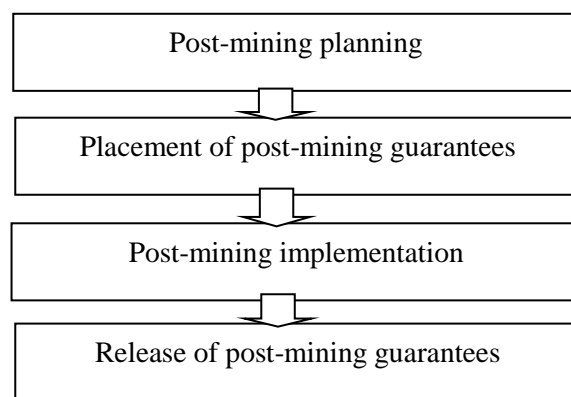 Post-mining planning
Placement of post-mining guarantees
Post-mining implementation
Release of post-mining guarantees